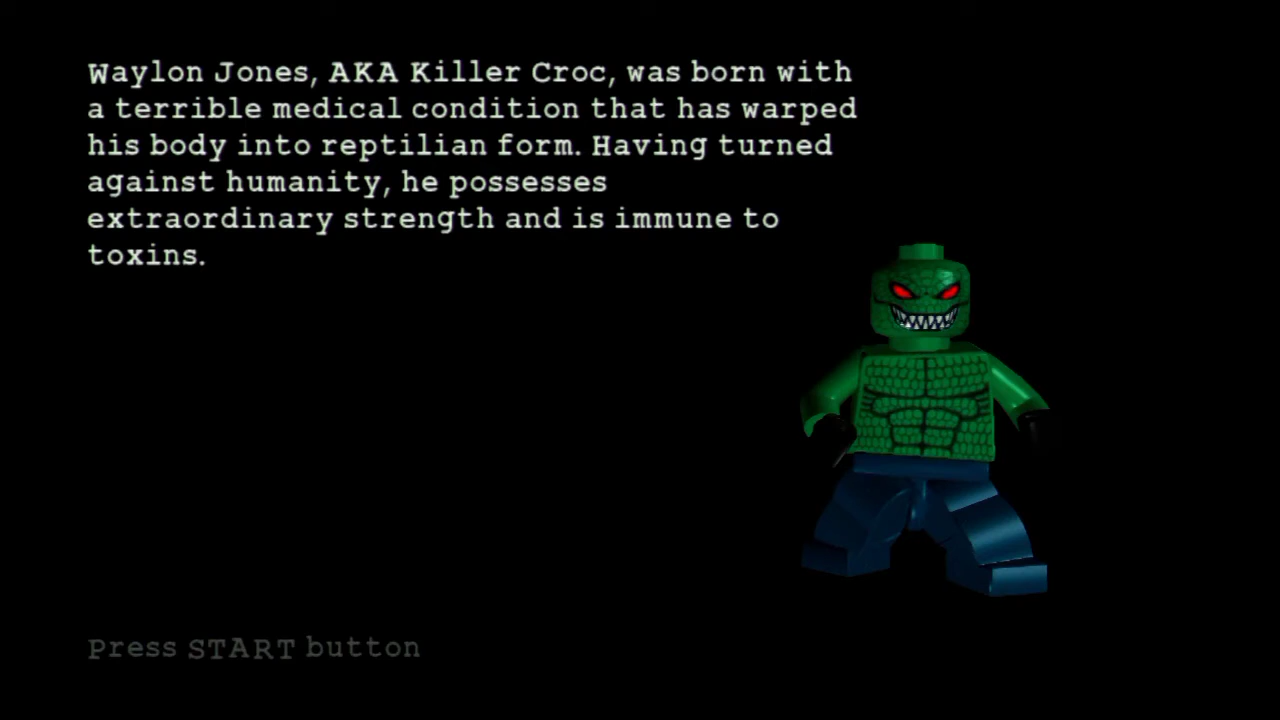 Waylon Jones, AKA Killer Croc, was born with
a terrible medical condition that has warped
his body into reptilian form. Having turned
against humanity, he possesses
extraordinary strength and is immune to
toxins.
Press START button